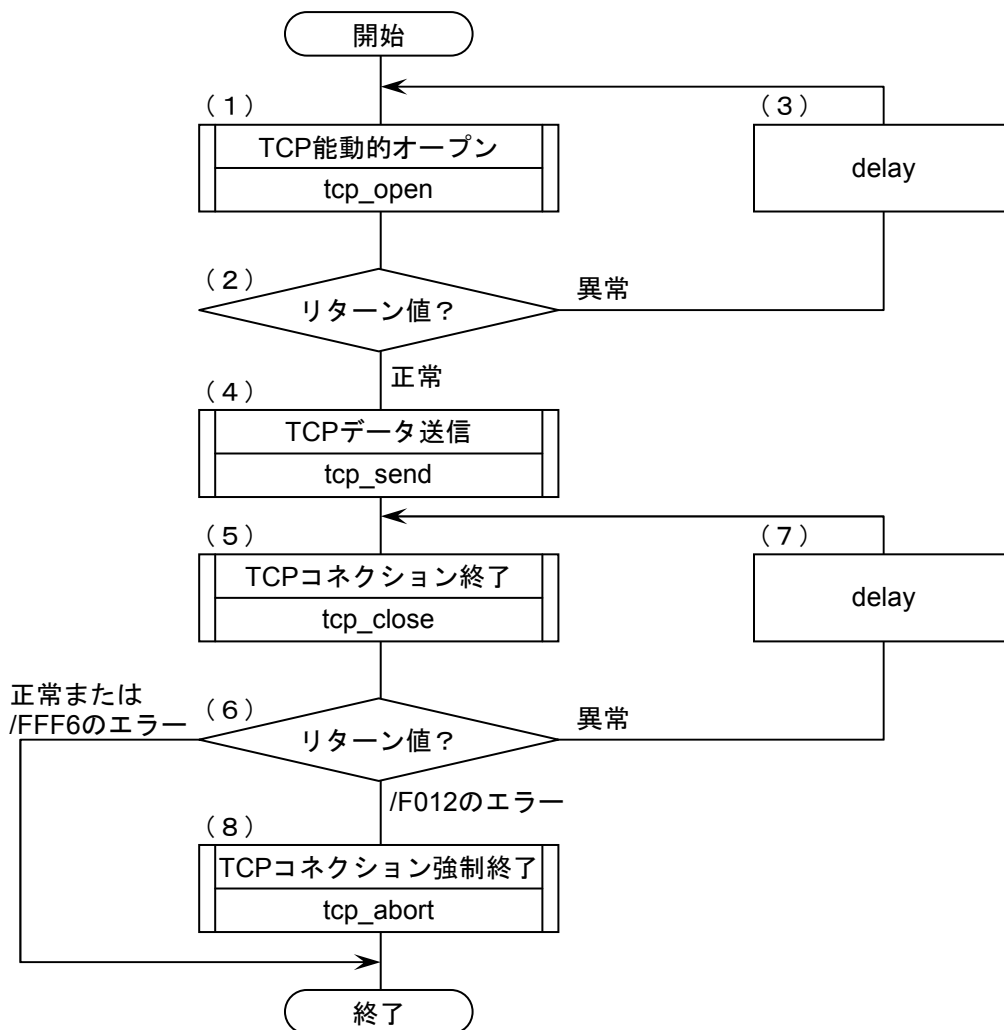 開始
（１）
（３）
TCP能動的オープン
tcp_open
delay
（２）
リターン値？
異常
正常
（４）
TCPデータ送信
tcp_send
（５）
（７）
TCPコネクション終了
tcp_close
delay
正常または
/FFF6のエラー
（６）
リターン値？
異常
/F012のエラー
（８）
TCPコネクション強制終了
tcp_abort
終了